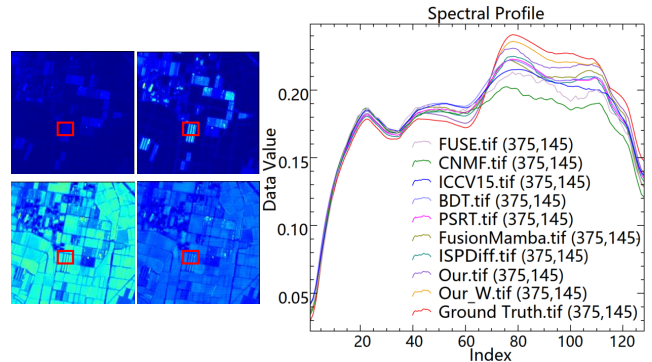 Spectral Profile
Data Value
0.20
0.15
0.10
0.05
FUSE.tif (375,145)
CNMF.tif (375,145)
ICCV15.tif (375,145)
BDT.tif (375,145)
PSRT.tif (375,145)
FusionMamba.tif (375,145)
ISPDiff.tif (375,145)
Our.tif (375,145)
Our_W.tif (375,145)
Ground Truth.tif (375,145)
20 40 60 80 100 120
Index